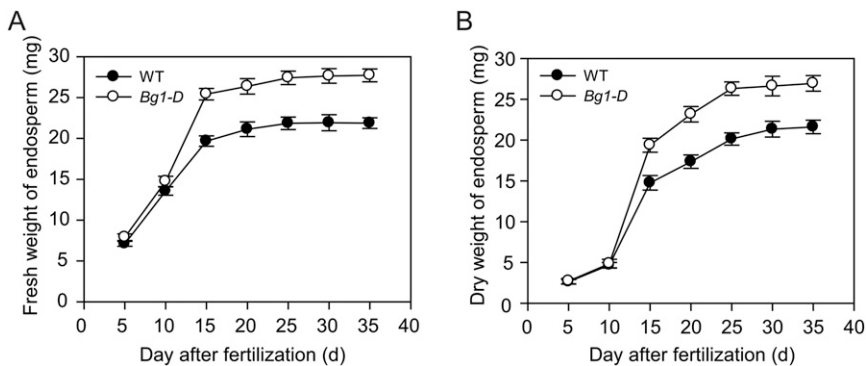 A
Fresh weight of endosperm (mg)
30
25
20
15
10
5
0
WT
Bg1-D
0 5 10 15 20 25 30 35 40
Day after fertilization (d)
B
Dry weight of endosperm (mg)
30
25
20
15
10
5
0
WT
Bg1-D
0 5 10 15 20 25 30 35 40
Day after fertilization (d)